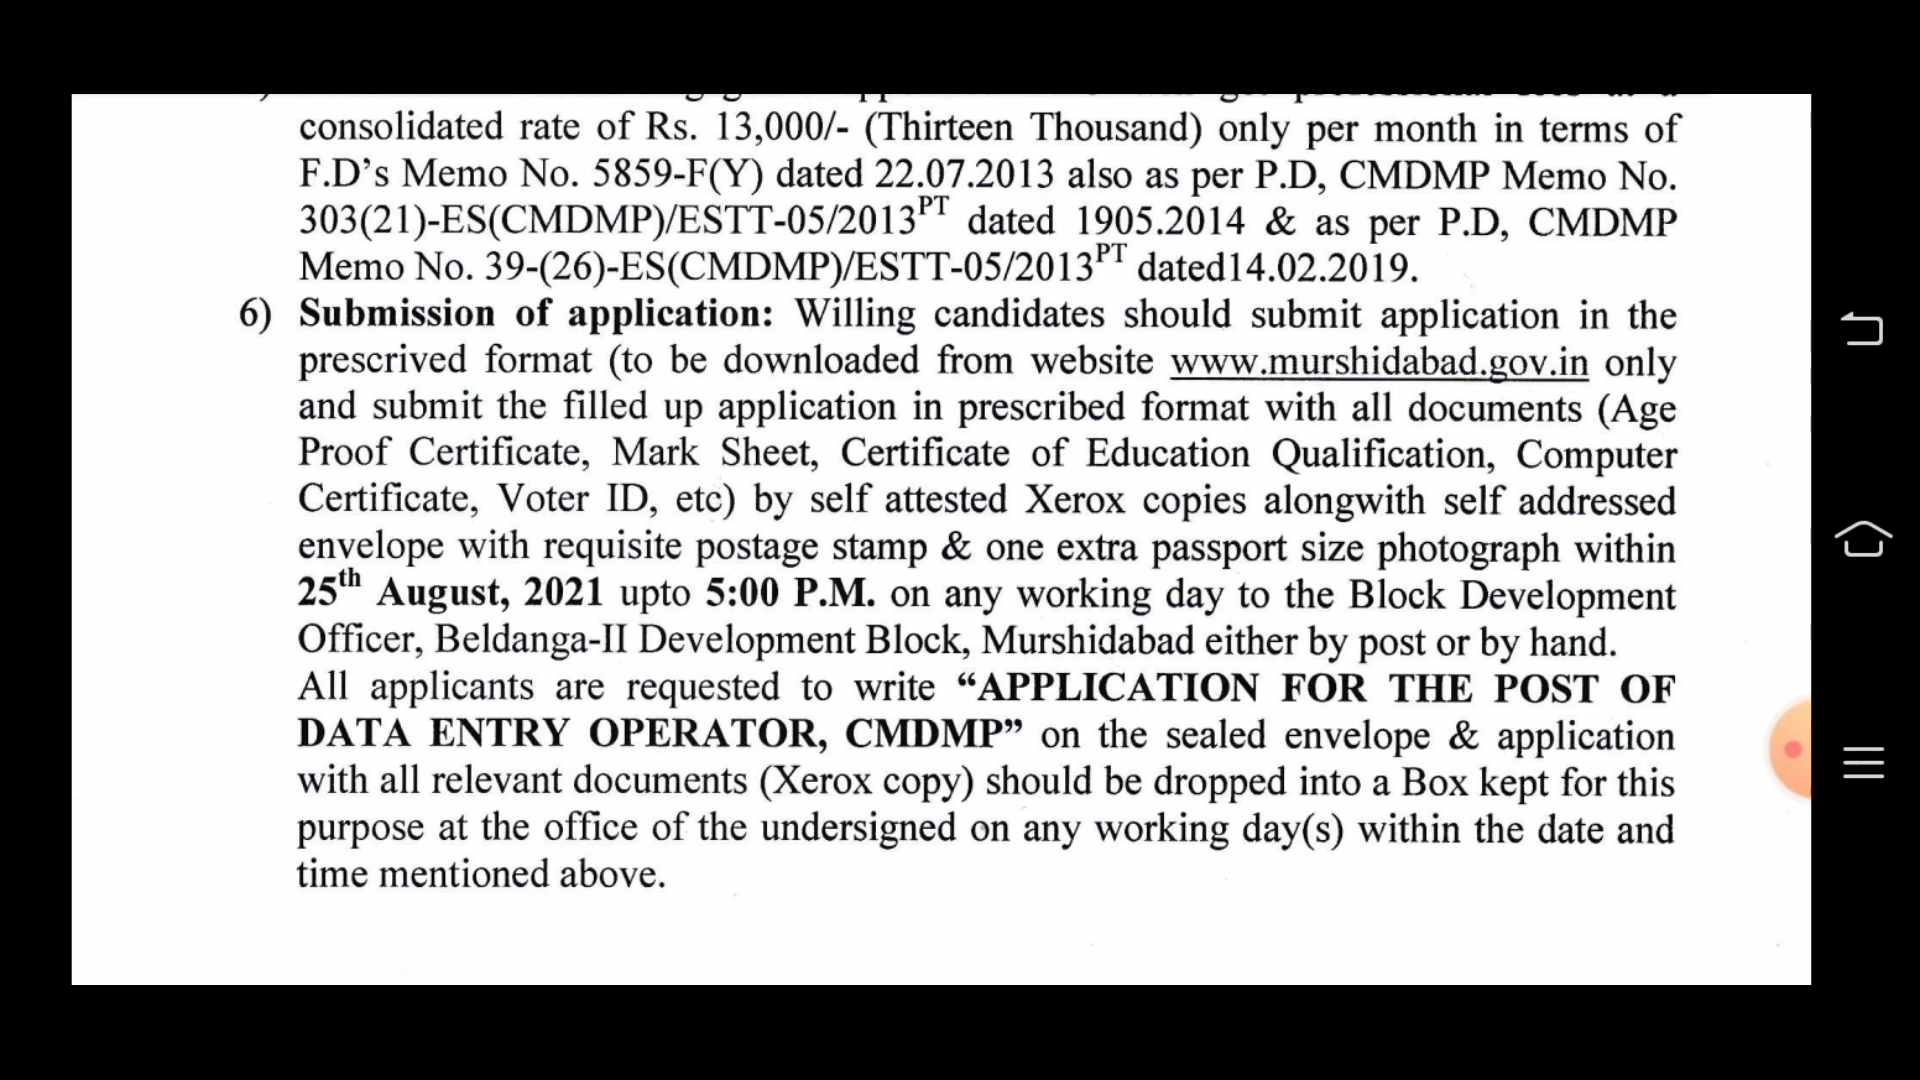 consolidated rate of Rs. 13,000/- (Thirteen Thousand) only per month in terms of
F.D's Memo No. 5859-F(Y) dated 22.07.2013 also as per P.D, CMDMP Memo No.
303(21)-ES(CMDMP)/ESTT-05/2013PT dated 1905.2014 & as per P.D, CMDMP
Memo No. 39-(26)-ES(CMDMP)/ESTT-05/2013PT dated14.02.2019.
6) Submission of application: Willing candidates should submit application in the
prescrived format (to be downloaded from website www.murshidabad.gov.in only
and submit the filled up application in prescribed format with all documents (Age
Proof Certificate, Mark Sheet, Certificate of Education Qualification, Computer
Certificate, Voter ID, etc) by self attested Xerox copies alongwith self addressed
envelope with requisite postage stamp & one extra passport size photograph within
25th August, 2021 upto 5:00 P.M. on any working day to the Block Development
Officer, Beldanga-II Development Block, Murshidabad either by post or by hand.
All applicants are requested to write “APPLICATION FOR THE POST OF
DATA ENTRY OPERATOR, CMDMP” on the sealed envelope & application
with all relevant documents (Xerox copy) should be dropped into a Box kept for this
purpose at the office of the undersigned on any working day(s) within the date and
time mentioned above.